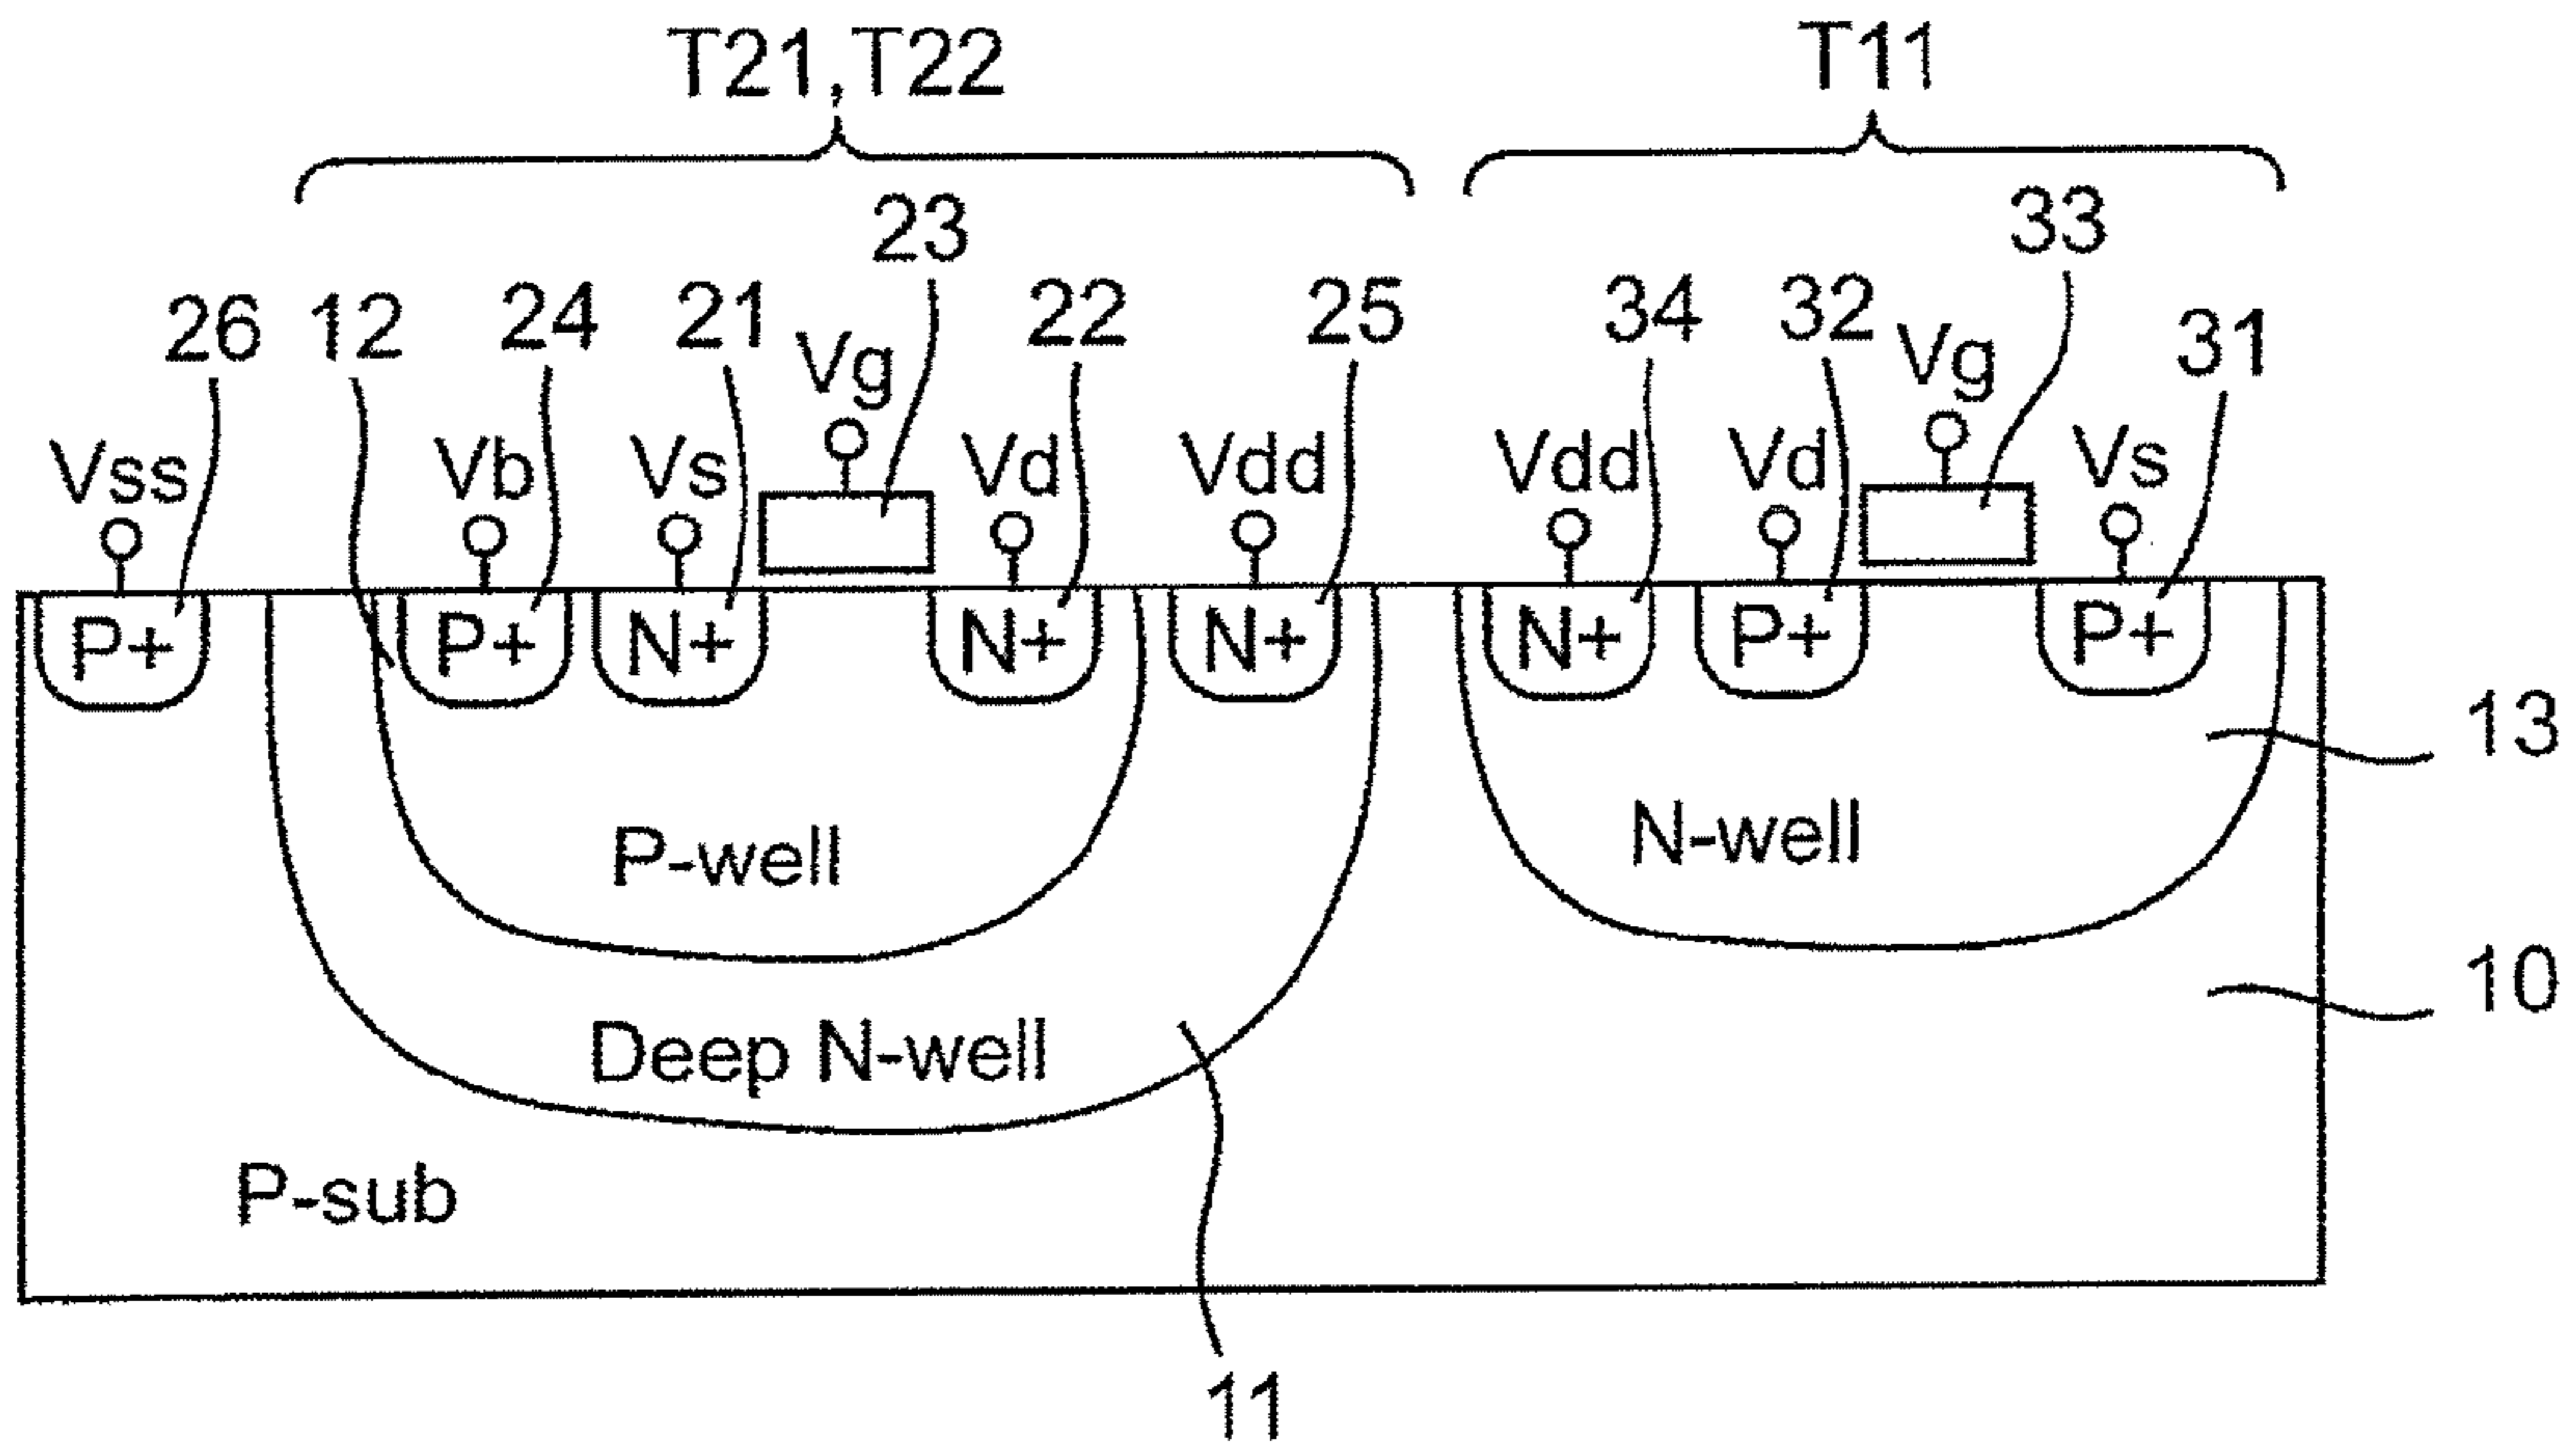 T21,T22 T11
23 33
26 12 24 21 22 25 34 32 31
Vg Vg
Vss Vb Vs Vd Vdd Vdd Vd Vs
P+ P+ N+ N+ N+ N+ P+ P+
13
P-well N-well
10
Deep N-well
P-sub
11